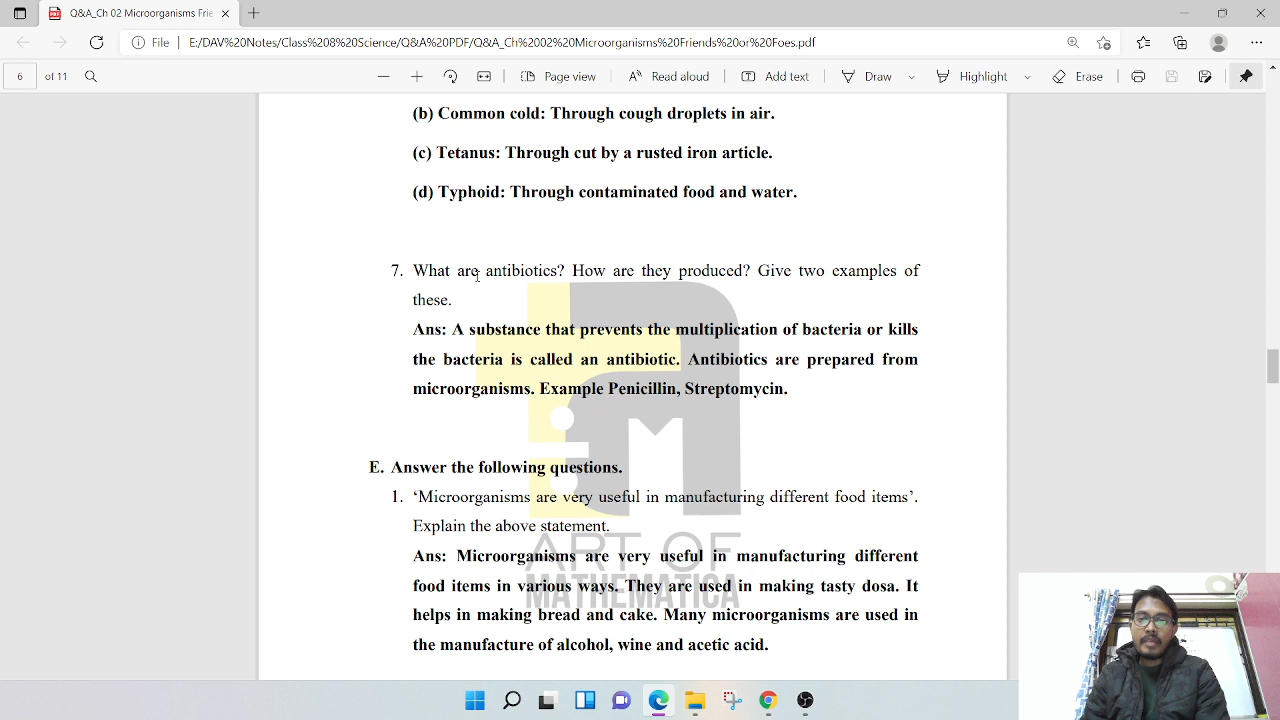 Q&A_Ch 02 Microorganisms Frie
File | E:/DAV%20Notes/Class%208%20Science/Q&A%20PDF/Q&A_Ch%2002%20Microorganisms%20Friends%20or%20Foes.pdf
6 of 11 Page view Read aloud Add text Draw Highlight Erase
(b) Common cold: Through cough droplets in air.
(c) Tetanus: Through cut by a rusted iron article.
(d) Typhoid: Through contaminated food and water.
7. What are antibiotics? How are they produced? Give two examples of
these.
Ans: A substance that prevents the multiplication of bacteria or kills
the bacteria is called an antibiotic. Antibiotics are prepared from
microorganisms. Example Penicillin, Streptomycin.
E. Answer the following questions.
1. ‘Microorganisms are very useful in manufacturing different food items’.
Explain the above statement.
Ans: Microorganisms are very useful in manufacturing different
food items in various ways. They are used in making tasty dosa. It
helps in making bread and cake. Many microorganisms are used in
the manufacture of alcohol, wine and acetic acid.
ART OF
MATHEMATICA